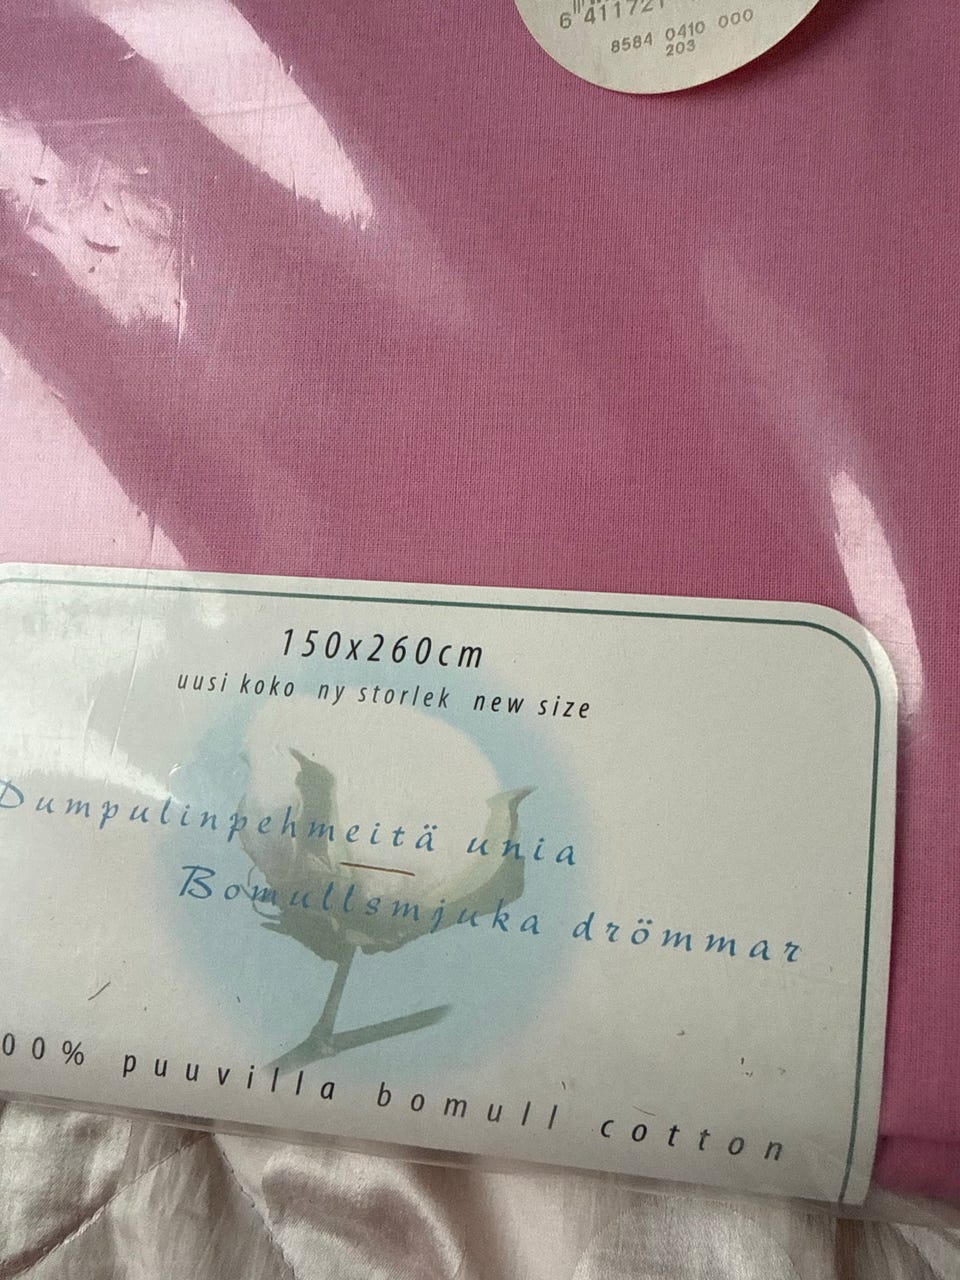 6 411721
8584 0410 000
203
150x260cm
uusi koko ny storlek new size
Dumpulinpehmeitä unia
Bomullsmjuka drömmar
00% puuvilla bomull cotton